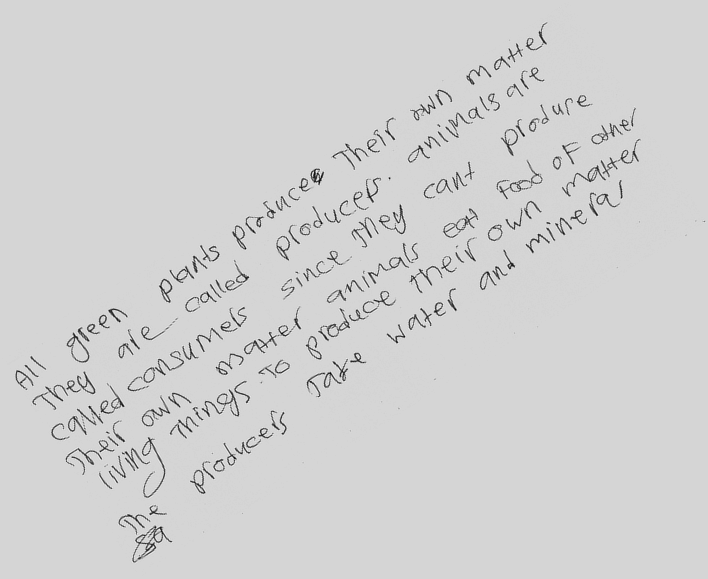 All green plants produces Their own matter
They are called producers. animals are
called consumers since They cant produre
Their own matter animals eat food of other
living Things. To produce Their own matter
The producers Take water and mineral